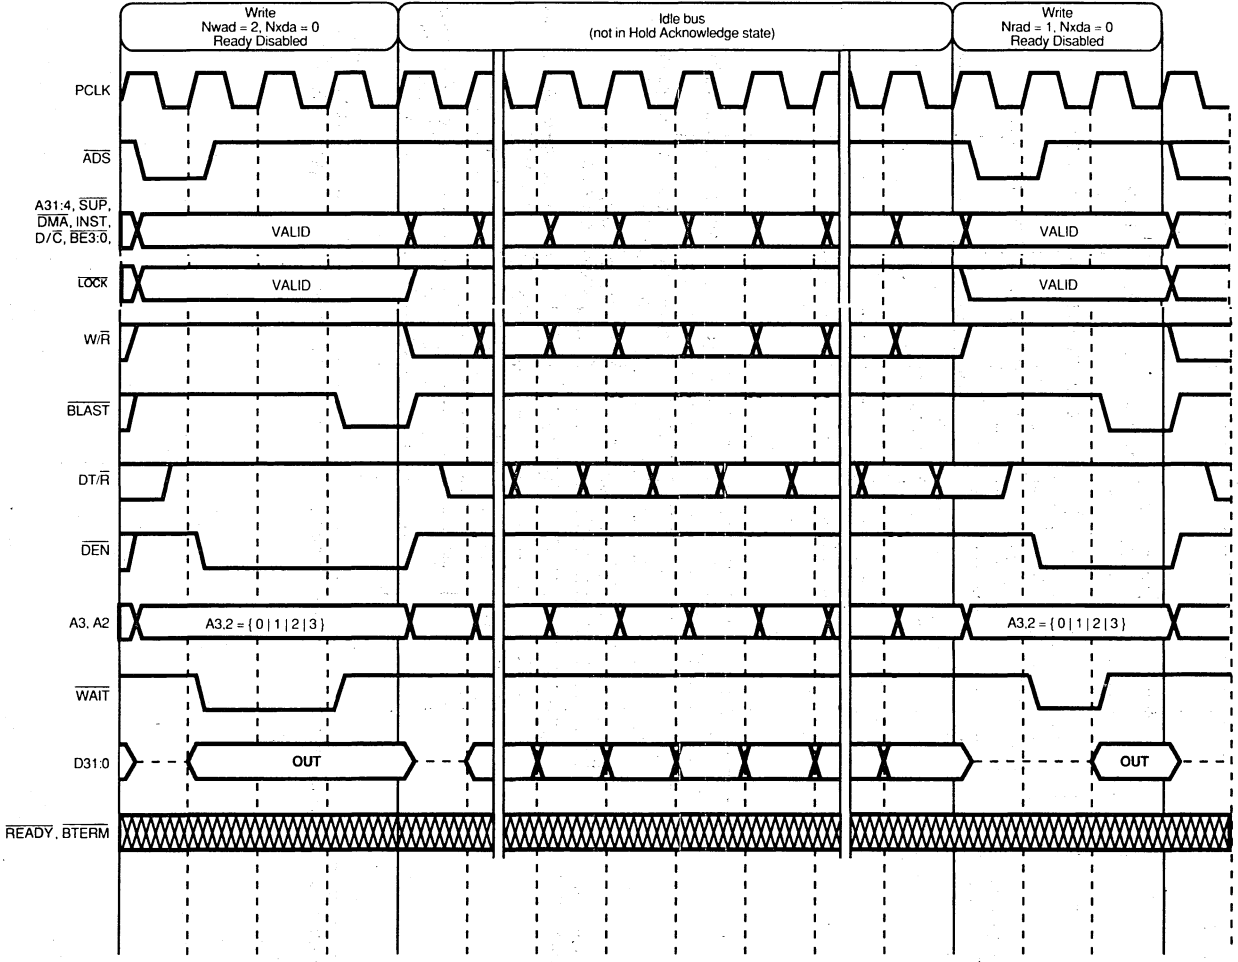 Write
Nwad = 2, Nxda = 0
Ready Disabled
Idle bus
(not in Hold Acknowledge state)
Write
Nrad = 1, Nxda = 0
Ready Disabled
PCLK
ADS
A31:4, SUP,
DMA, INST,
D/C, BE3:0,
VALID
VALID
LOCK
VALID
VALID
W/R
BLAST
DT/R
DEN
A3, A2
A3,2 = { 0 | 1 | 2 | 3 }
A3,2 = { 0 | 1 | 2 | 3 }
WAIT
D31:0
OUT
OUT
READY, BTERM